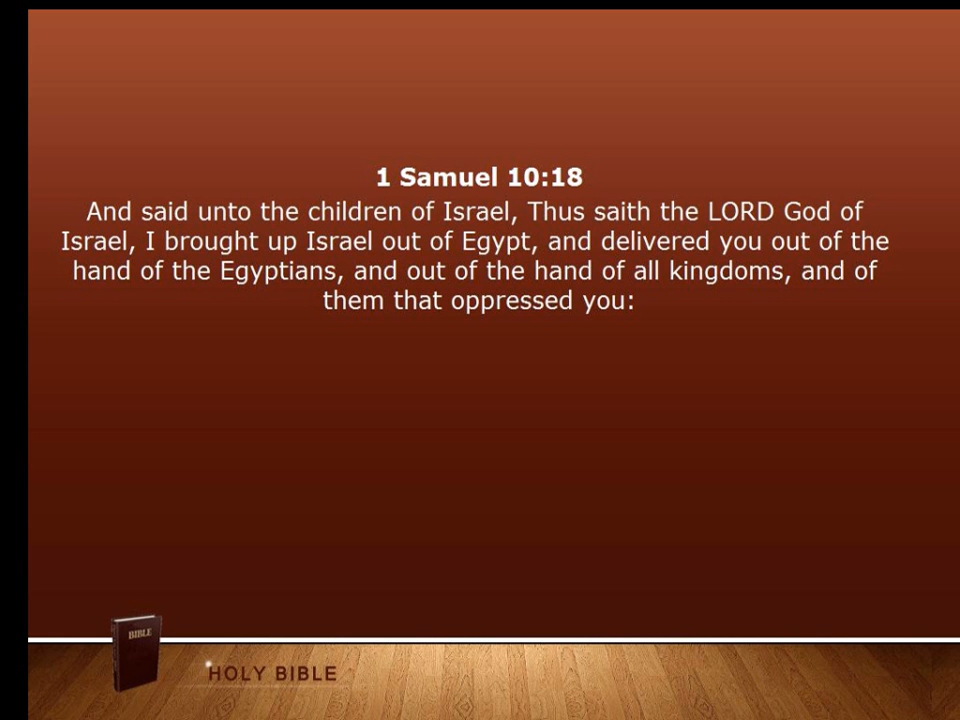 1 Samuel 10:18
And said unto the children of Israel, Thus saith the LORD God of
Israel, I brought up Israel out of Egypt, and delivered you out of the
hand of the Egyptians, and out of the hand of all kingdoms, and of
them that oppressed you:
BIBLE
HOLY BIBLE